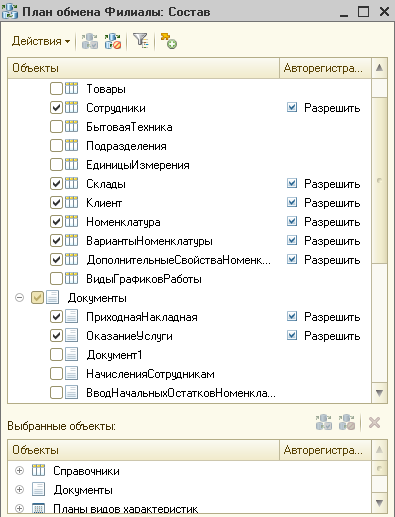 План обмена Филиалы: Состав
Действия
Объекты Авторегистра...
Товары
Сотрудники Разрешить
БытоваяТехника
Подразделения
ЕдиницыИзмерения
Склады Разрешить
Клиент Разрешить
Номенклатура Разрешить
ВариантыНоменклатуры Разрешить
ДополнительныеСвойстваНоменк... Разрешить
ВидыГрафиковРаботы
Документы
ПриходнаяНакладная Разрешить
ОказаниеУслуги Разрешить
Документ1
НачисленияСотрудникам
ВводНачальныхОстатковНоменкла...
Выбранные объекты:
Объекты Авторегистра...
Справочники
Документы
Планы видов характеристик